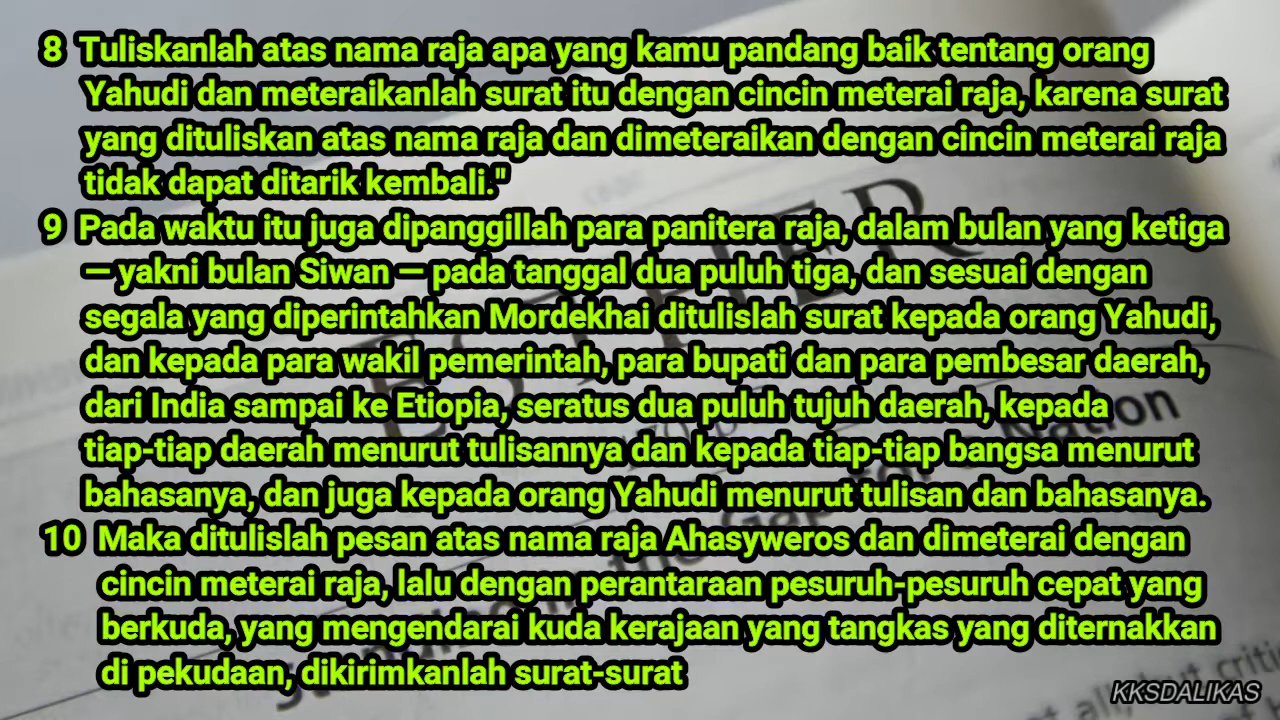 8 Tuliskanlah atas nama raja apa yang kamu pandang baik tentang orang
Yahudi dan meteraikanlah surat itu dengan cincin meterai raja, karena surat
yang dituliskan atas nama raja dan dimeteraikan dengan cincin meterai raja
tidak dapat ditarik kembali."
9 Pada waktu itu juga dipanggillah para panitera raja, dalam bulan yang ketiga
— yakni bulan Siwan — pada tanggal dua puluh tiga, dan sesuai dengan
segala yang diperintahkan Mordekhai ditulislah surat kepada orang Yahudi,
dan kepada para wakil pemerintah, para bupati dan para pembesar daerah,
dari India sampai ke Etiopia, seratus dua puluh tujuh daerah, kepada
tiap-tiap daerah menurut tulisannya dan kepada tiap-tiap bangsa menurut
bahasanya, dan juga kepada orang Yahudi menurut tulisan dan bahasanya.
10 Maka ditulislah pesan atas nama raja Ahasyweros dan dimeterai dengan
cincin meterai raja, lalu dengan perantaraan pesuruh-pesuruh cepat yang
berkuda, yang mengendarai kuda kerajaan yang tangkas yang diternakkan
di pekudaan, dikirimkanlah surat-surat
ESTHER
Nation
KKSDALIKAS